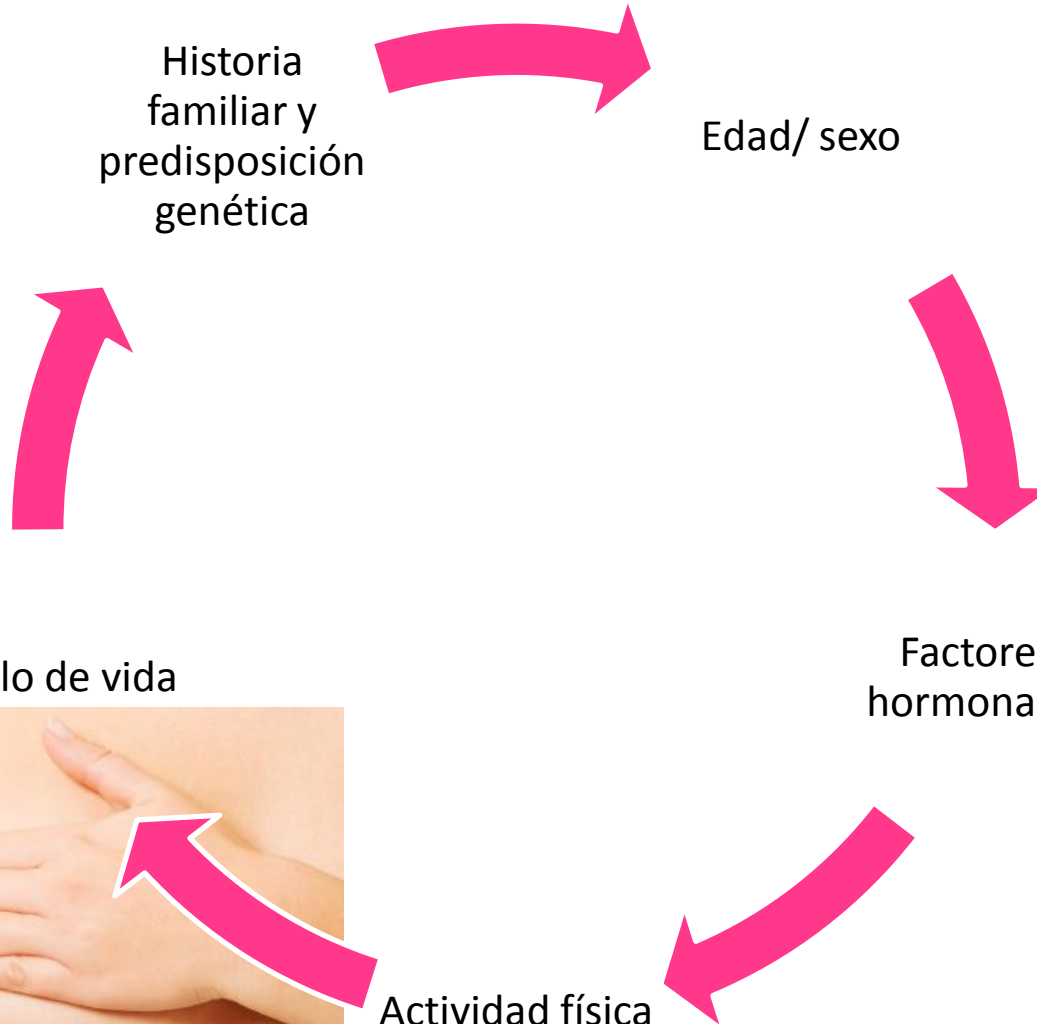 Historia
familiar y
predisposición
genética
Edad/ sexo
Factore
hormona
lo de vida
Actividad física